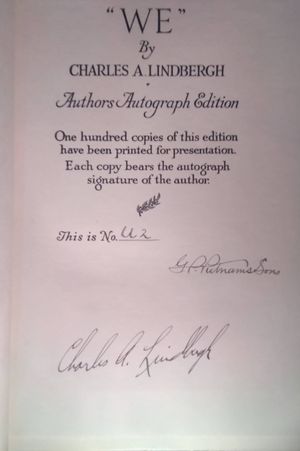 “WE”
By
CHARLES A. LINDBERGH
Authors Autograph Edition
One hundred copies of this edition
have been printed for presentation.
Each copy bears the autograph
signature of the author.
This is No. U2
G. P. Putnam's Sons
Charles A. Lindbergh